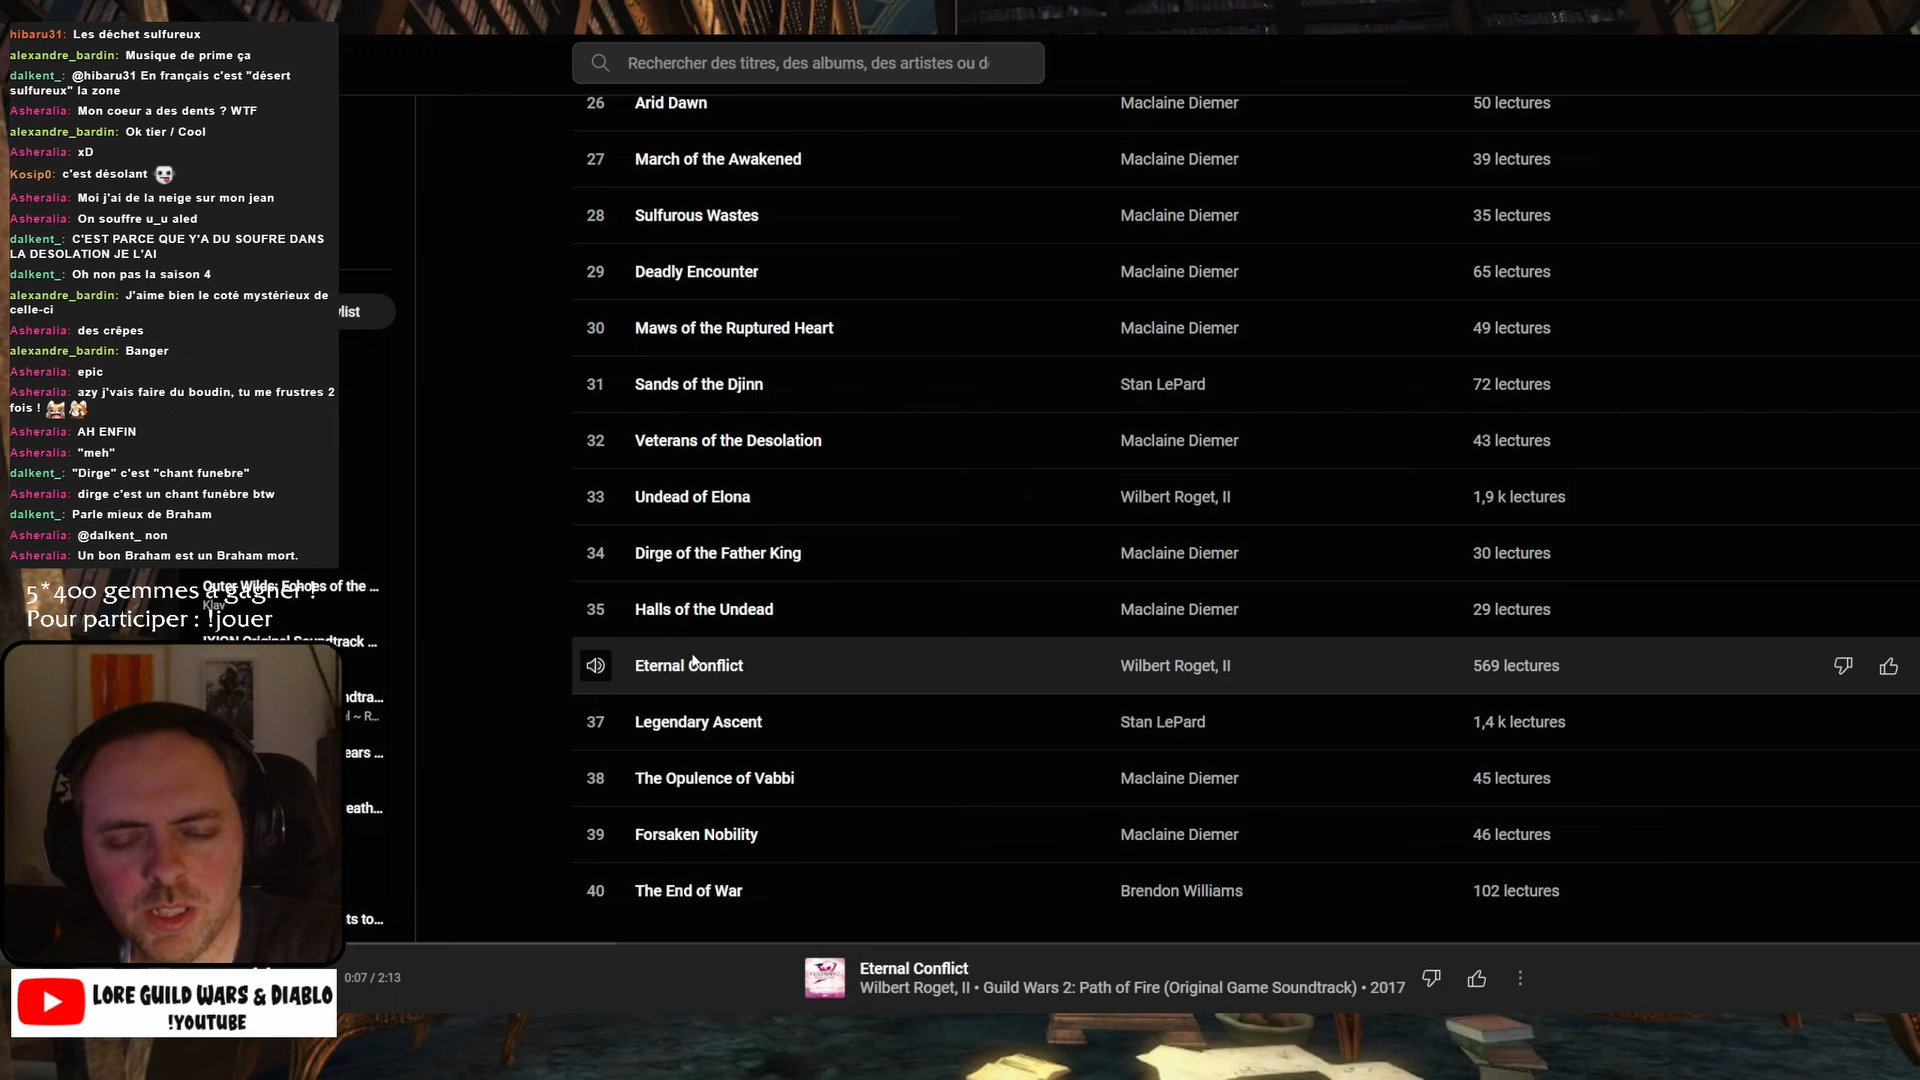 hibaru31: Les déchet sulfureux
alexandre_bardin: Musique de prime ça
dalkent_: @hibaru31 En français c'est "désert
sulfureux" la zone
Asheralia: Mon coeur a des dents ? WTF
alexandre_bardin: Ok tier / Cool
Asheralia: xD
Kosip0: c'est désolant
Asheralia: Moi j'ai de la neige sur mon jean
Asheralia: On souffre u_u aled
dalkent_: C'EST PARCE QUE Y'A DU SOUFRE DANS
LA DESOLATION JE L'AI
dalkent_: Oh non pas la saison 4
alexandre_bardin: J'aime bien le coté mystérieux de
celle-ci
Asheralia: des crêpes
alexandre_bardin: Banger
Asheralia: epic
Asheralia: azy j'vais faire du boudin, tu me frustres 2
fois !
Asheralia: AH ENFIN
Asheralia: "meh"
dalkent_: "Dirge" c'est "chant funebre"
Asheralia: dirge c'est un chant funèbre btw
dalkent_: Parle mieux de Braham
Asheralia: @dalkent_ non
Asheralia: Un bon Braham est un Braham mort.
5*400 gemmes à gagner !
Pour participer : !jouer
Outer Wilds: Echoes of the ...
Klav
IXION Original Soundtrack ...
ndtra...
l ~ R...
ears ...
eath...
ts to...
ylist
Rechercher des titres, des albums, des artistes ou d
26 Arid Dawn Maclaine Diemer 50 lectures
27 March of the Awakened Maclaine Diemer 39 lectures
28 Sulfurous Wastes Maclaine Diemer 35 lectures
29 Deadly Encounter Maclaine Diemer 65 lectures
30 Maws of the Ruptured Heart Maclaine Diemer 49 lectures
31 Sands of the Djinn Stan LePard 72 lectures
32 Veterans of the Desolation Maclaine Diemer 43 lectures
33 Undead of Elona Wilbert Roget, II 1,9 k lectures
34 Dirge of the Father King Maclaine Diemer 30 lectures
35 Halls of the Undead Maclaine Diemer 29 lectures
Eternal Conflict Wilbert Roget, II 569 lectures
37 Legendary Ascent Stan LePard 1,4 k lectures
38 The Opulence of Vabbi Maclaine Diemer 45 lectures
39 Forsaken Nobility Maclaine Diemer 46 lectures
40 The End of War Brendon Williams 102 lectures
LORE GUILD WARS & DIABLO
!YOUTUBE
0:07 / 2:13
Eternal Conflict
Wilbert Roget, II • Guild Wars 2: Path of Fire (Original Game Soundtrack) • 2017